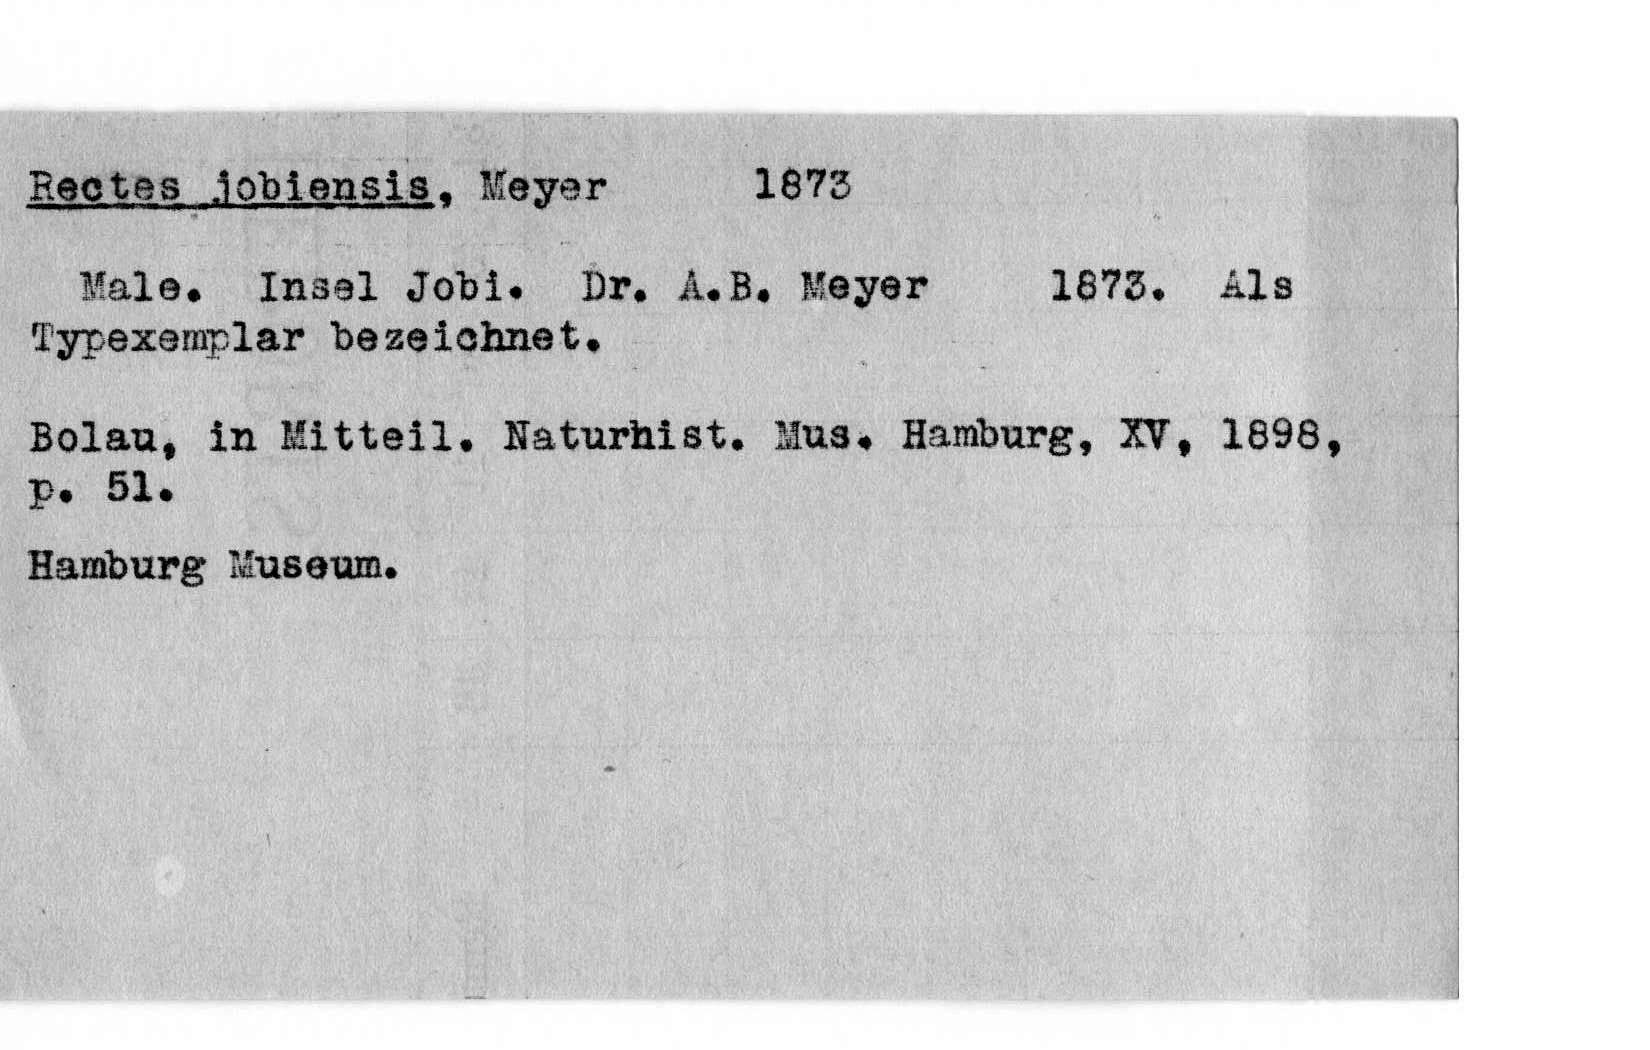 Rectes jobiensis, Meyer 1873
Male. Insel Jobi. Dr. A.B. Meyer 1873. Als
Typexemplar bezeichnet.
Bolau, in Mitteil. Naturhist. Mus. Hamburg, XV, 1898,
p. 51.
Hamburg Museum.